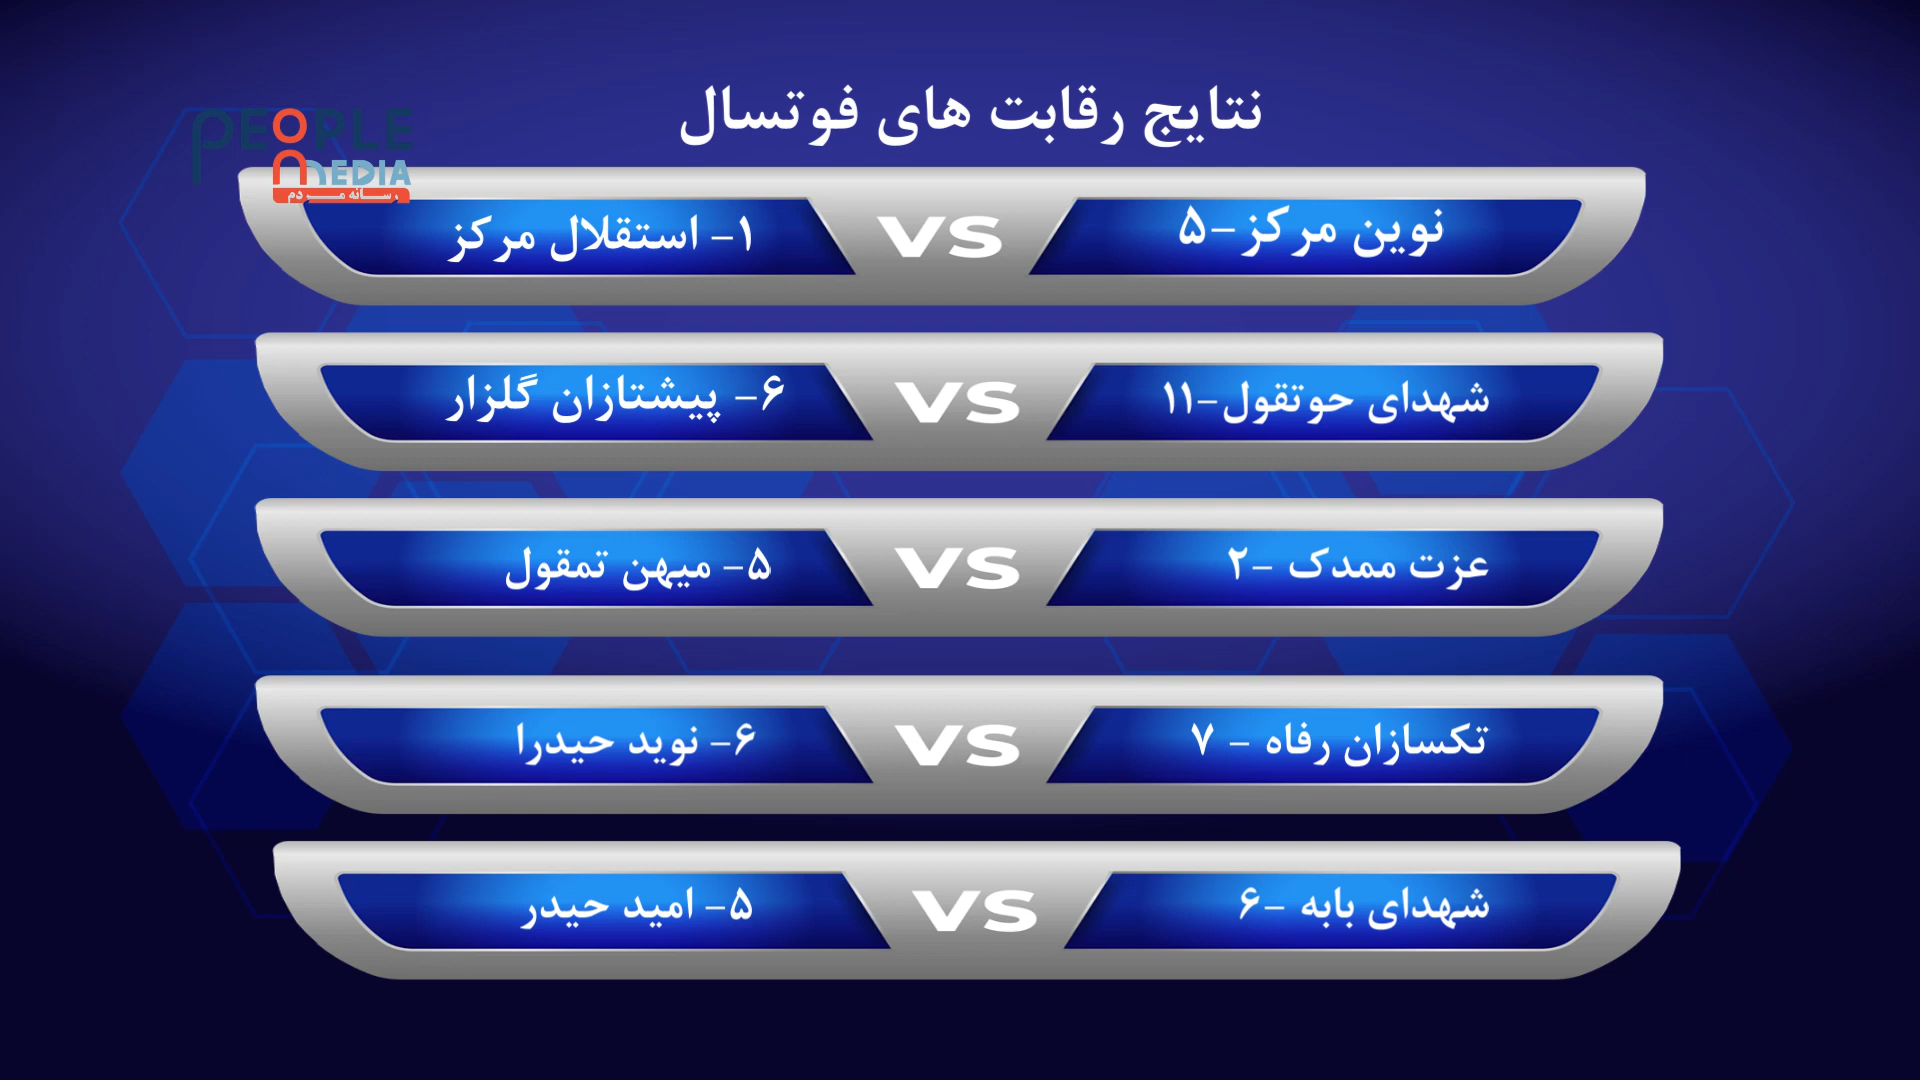 PEOPLE
MEDIA
رسانه مردم
نتایج رقابت های فوتسال
نوین مرکز-۵ VS ۱- استقلال مرکز
شهدای حوتقول-۱۱ VS ۶- پیشتازان گلزار
عزت ممدک -۲ VS ۵- میهن تمقول
تکسازان رفاه - ۷ VS ۶- نوید حیدرا
شهدای بابه -۶ VS ۵- امید حیدر